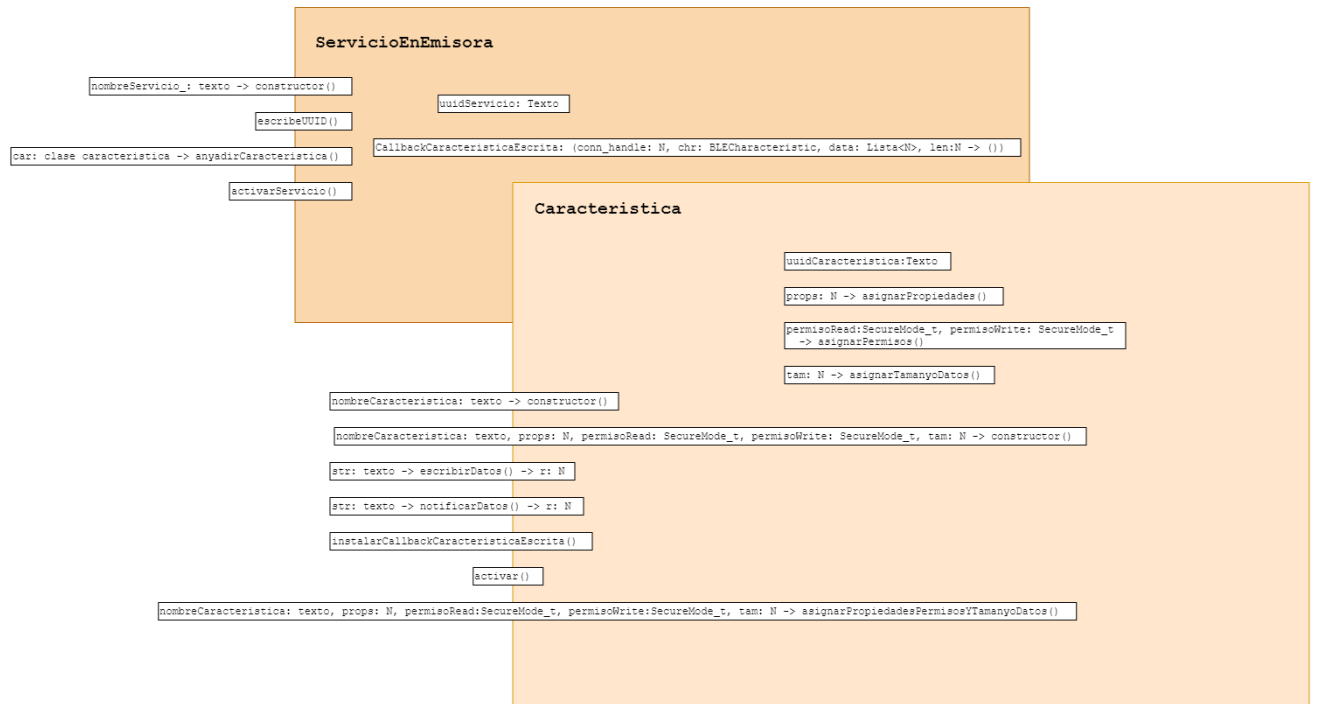 ServicioEnEmisora
nombreServicio_: texto -> constructor()
uuidServicio: Texto
escribeUUID()
CallbackCaracteristicaEscrita: (conn_handle: N, chr: BLECharacteristic, data: Lista<N>, len:N -> ())
car: clase caracteristica -> anyadirCaracteristica()
activarServicio()
Caracteristica
uuidCaracteristica:Texto
props: N -> asignarPropiedades()
permisoRead:SecureMode_t, permisoWrite: SecureMode_t
-> asignarPermisos()
tam: N -> asignarTamanyoDatos()
nombreCaracteristica: texto -> constructor()
nombreCaracteristica: texto, props: N, permisoRead: SecureMode_t, permisoWrite: SecureMode_t, tam: N -> constructor()
str: texto -> escribirDatos() -> r: N
str: texto -> notificarDatos() -> r: N
instalarCallbackCaracteristicaEscrita()
activar()
nombreCaracteristica: texto, props: N, permisoRead:SecureMode_t, permisoWrite:SecureMode_t, tam: N -> asignarPropiedadesPermisosYTamanyoDatos()